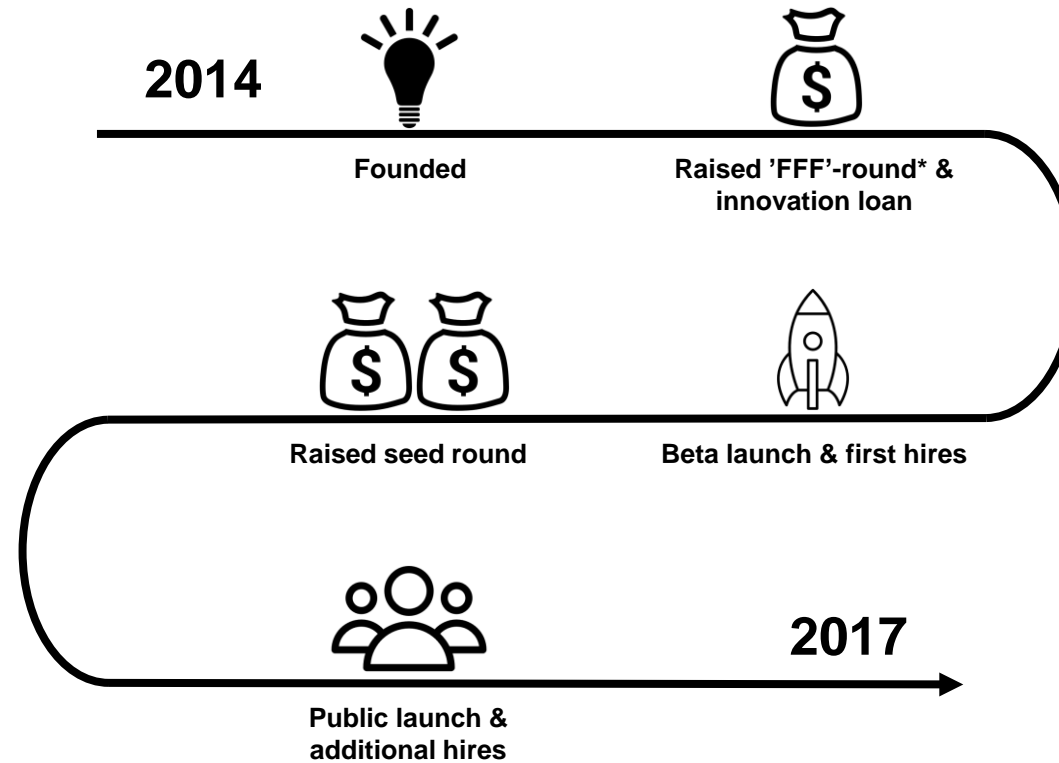 2014
Founded
Raised ’FFF’-round* &
innovation loan
$
$ $
Raised seed round
Beta launch & first hires
2017
Public launch &
additional hires